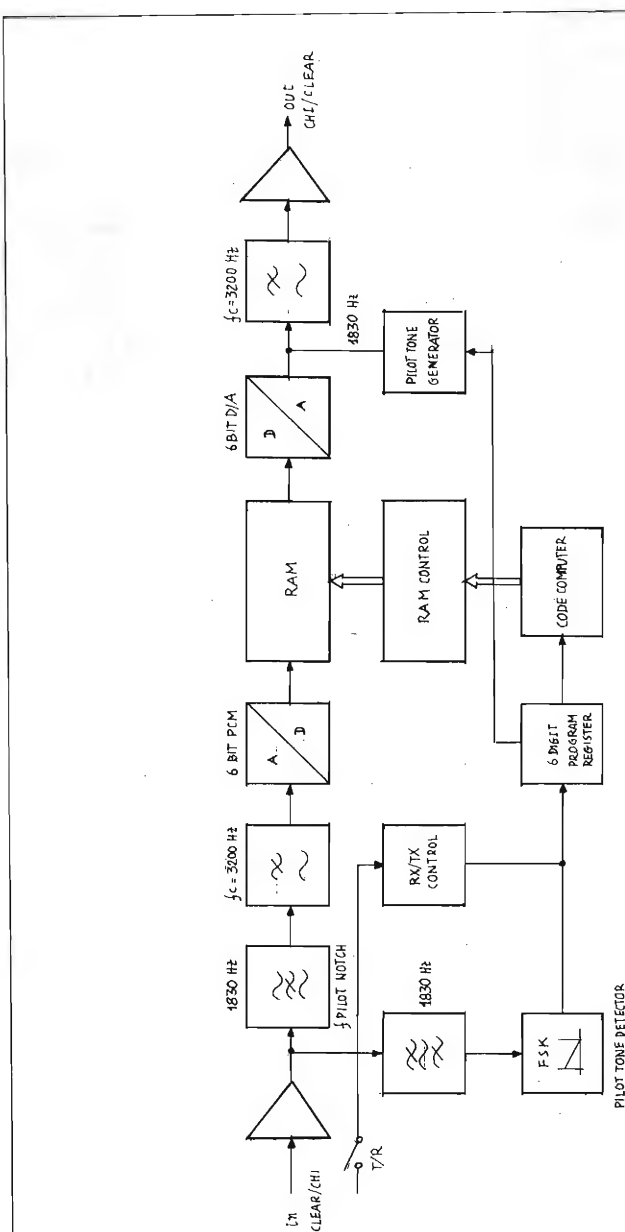 in
CLEAR/CHI
T/R
1830 Hz
f PILOT NOTCH
fc = 3200 Hz
6 BIT PCM
A
D
RAM
6 BIT D/A
D
A
fc = 3200 Hz
OUT
CHI/CLEAR
1830 Hz
FSK
PILOT TONE DETECTOR
RX/TX
CONTROL
6 DIGIT
PROGRAM
REGISTER
RAM CONTROL
CODE COMPUTER
1830 Hz
PILOT TONE
GENERATOR